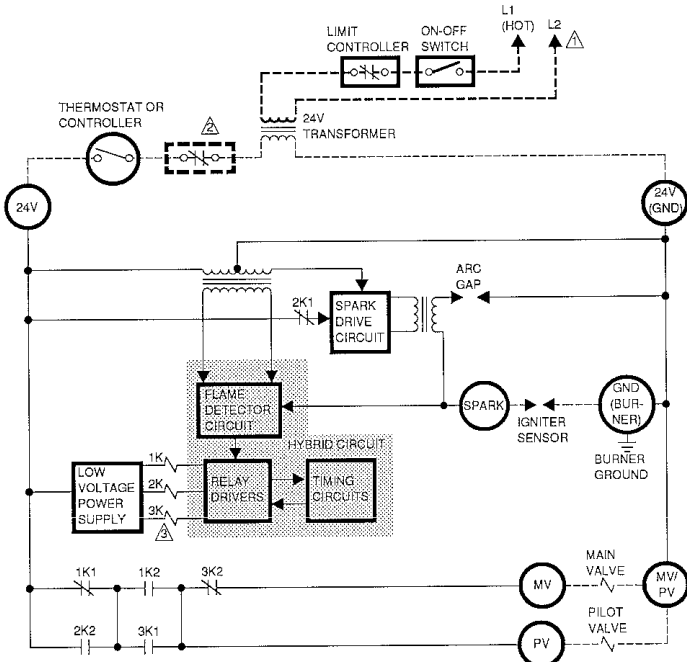 L1
(HOT)
L2
1
LIMIT
CONTROLLER
ON-OFF
SWITCH
THERMOSTAT OR
CONTROLLER
2
24V
TRANSFORMER
24V
24V
(GND)
ARC
GAP
2K1
SPARK
DRIVE
CIRCUIT
FLAME
DETECTOR
CIRCUIT
SPARK
IGNITER
SENSOR
GND
(BUR-
NER)
BURNER
GROUND
HYBRID CIRCUIT
LOW
VOLTAGE
POWER
SUPPLY
1K
2K
3K
3
RELAY
DRIVERS
TIMING
CIRCUITS
1K1
1K2
3K2
MV
MAIN
VALVE
MV/
PV
2K2
3K1
PV
PILOT
VALVE